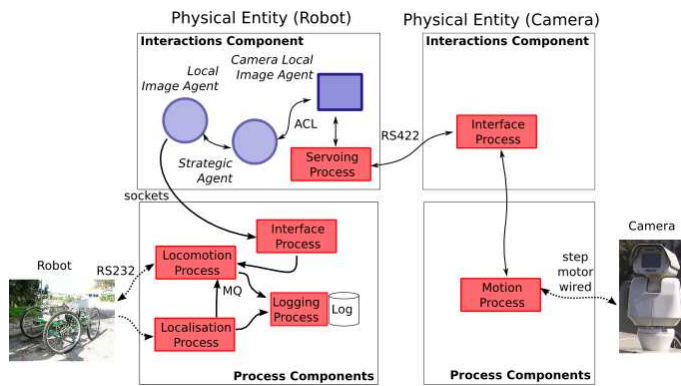 Physical Entity (Robot)
Physical Entity (Camera)
Interactions Component
Interactions Component
Local
Image Agent
Camera Local
Image Agent
ACL
Strategic
Agent
Servoing
Process
RS422
Interface
Process
sockets
Interface
Process
Robot
RS232
Locomotion
Process
MQ
Logging
Process
Log
Localisation
Process
Process Components
Motion
Process
step
motor
wired
Camera
Process Components